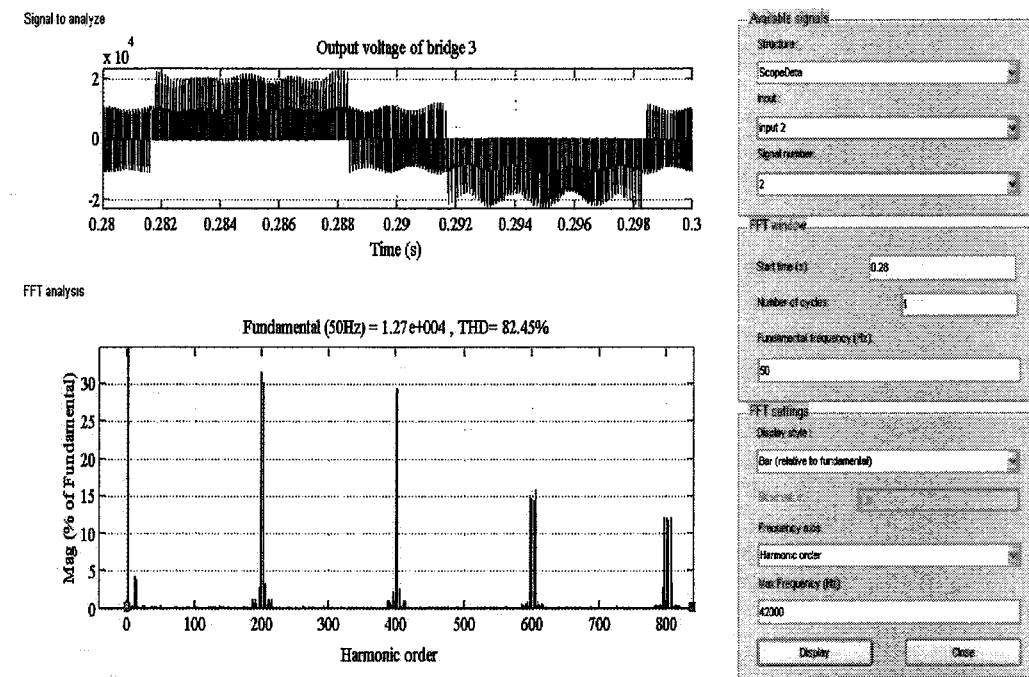 Signal to analyze
Output voltage of bridge 3
x 10^4
2
0
-2
0.28 0.282 0.284 0.286 0.288 0.29 0.292 0.294 0.296 0.298 0.3
Time (s)
FFT analysis
Fundamental (50Hz) = 1.27e+004 , THD= 82.45%
Mag (% of Fundamental)
30
25
20
15
10
5
0
0 100 200 300 400 500 600 700 800
Harmonic order
Available signals
Structure :
ScopeData
Input :
input 2
Signal number:
2
FFT window
Start time (s):
0.28
Number of cycles:
1
Fundamental frequency (Hz):
50
FFT settings
Display style :
Bar (relative to fundamental)
Frequency axis:
Harmonic order
Max Frequency (Hz):
42000
Display
Close